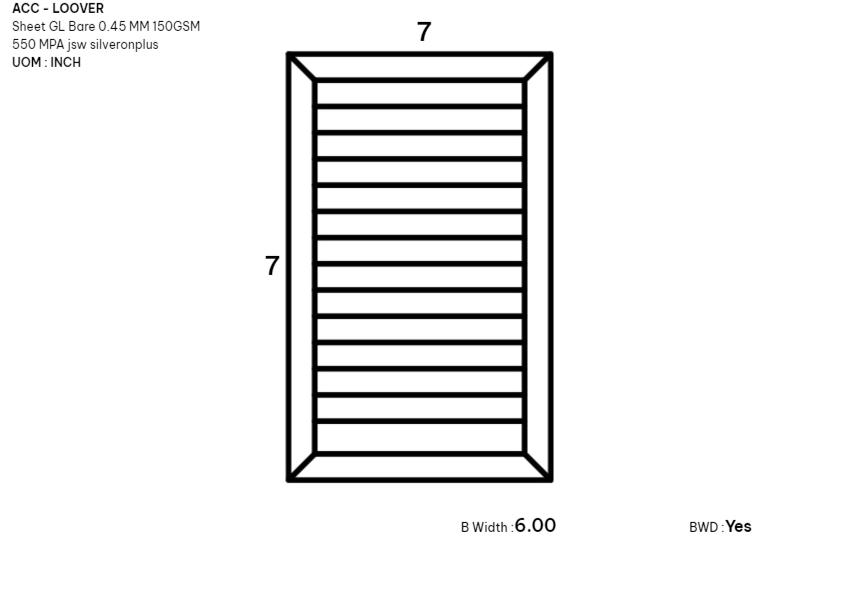 ACC - LOOVER
Sheet GL Bare 0.45 MM 150GSM
550 MPA jsw silveronplus
UOM : INCH
7
7
B Width :6.00
BWD :Yes